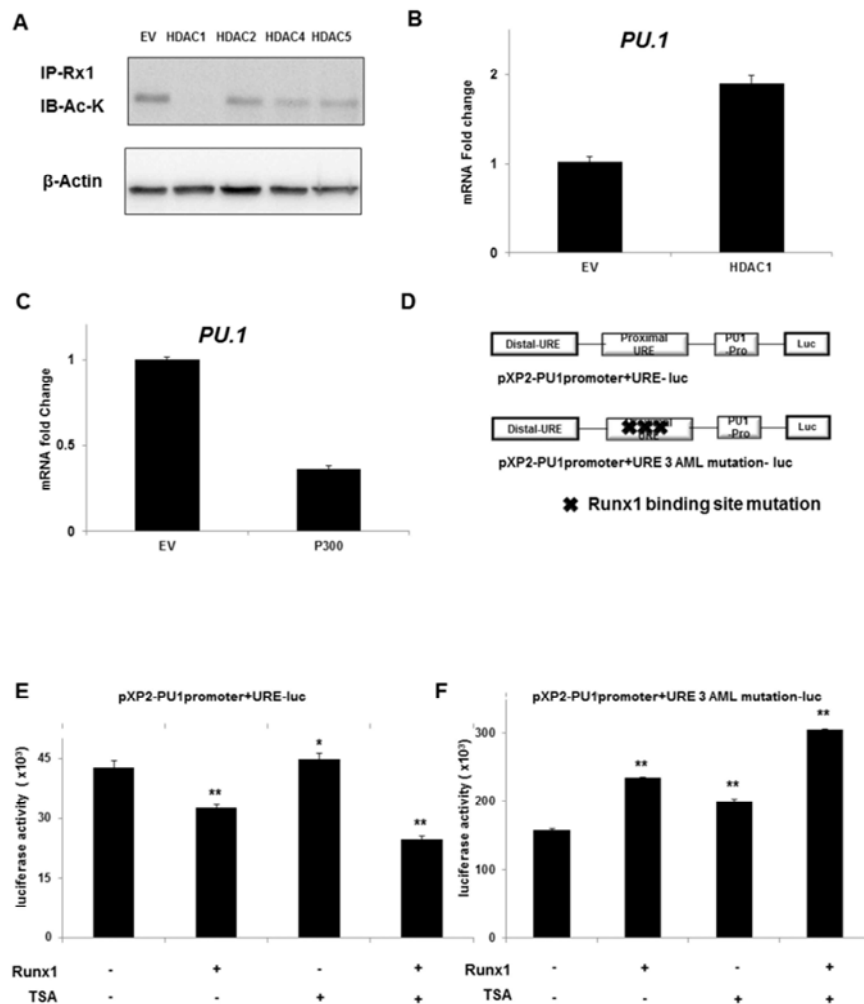 A
EV HDAC1 HDAC2 HDAC4 HDAC5
IP-Rx1
IB-Ac-K
β-Actin
B
PU.1
mRNA Fold change
2
1
0
EV HDAC1
C
PU.1
mRNA fold Change
1
0.5
0
EV P300
D
Distal-URE Proximal URE PU1 -Pro Luc
pXP2-PU1promoter+URE- luc
Distal-URE URE PU1 -Pro Luc
pXP2-PU1promoter+URE 3 AML mutation- luc
✖ Runx1 binding site mutation
E
pXP2-PU1promoter+URE-luc
luciferase activity ( x10³)
45
30
15
0
** * **
Runx1 - + - +
TSA - - + +
F
pXP2-PU1promoter+URE 3 AML mutation-luc
luciferase activity ( x10³)
300
200
100
0
** ** **
- + - +
- - + +